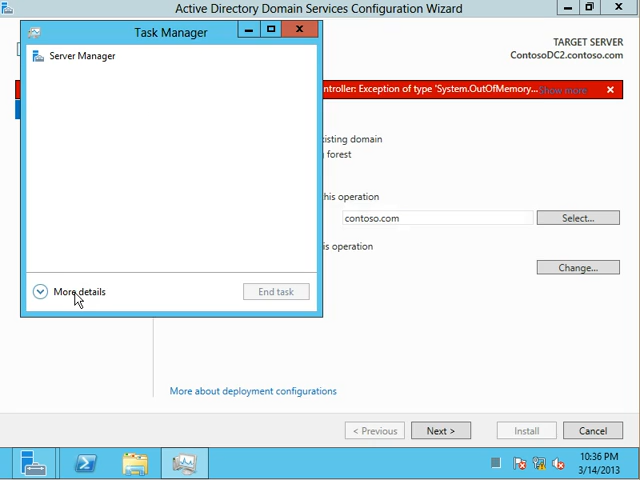 Active Directory Domain Services Configuration Wizard
Task Manager
TARGET SERVER
ContosoDC2.contoso.com
Server Manager
ntroller: Exception of type 'System.OutOfMemory... Show more
xisting domain
forest
his operation
contoso.com
Select...
is operation
Change...
More details
End task
More about deployment configurations
< Previous
Next >
Install
Cancel
10:36 PM
3/14/2013